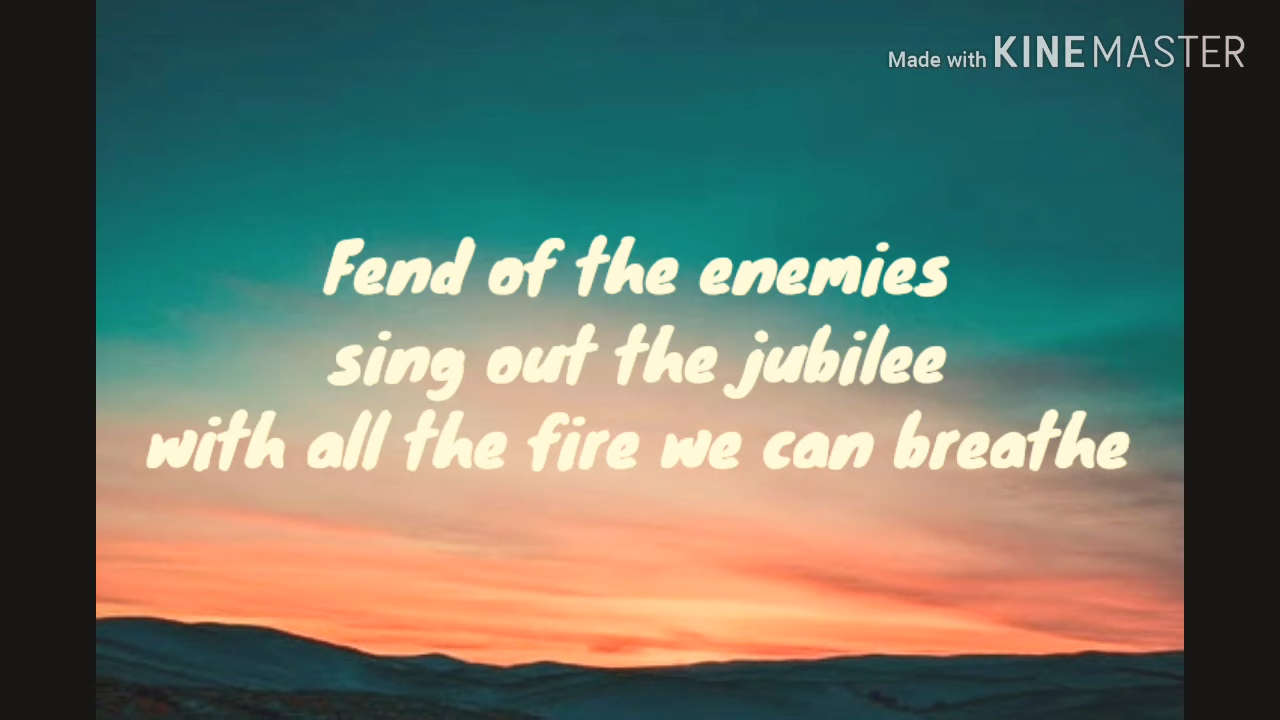 Made with KINEMASTER
Fend of the enemies
sing out the jubilee
with all the fire we can breathe